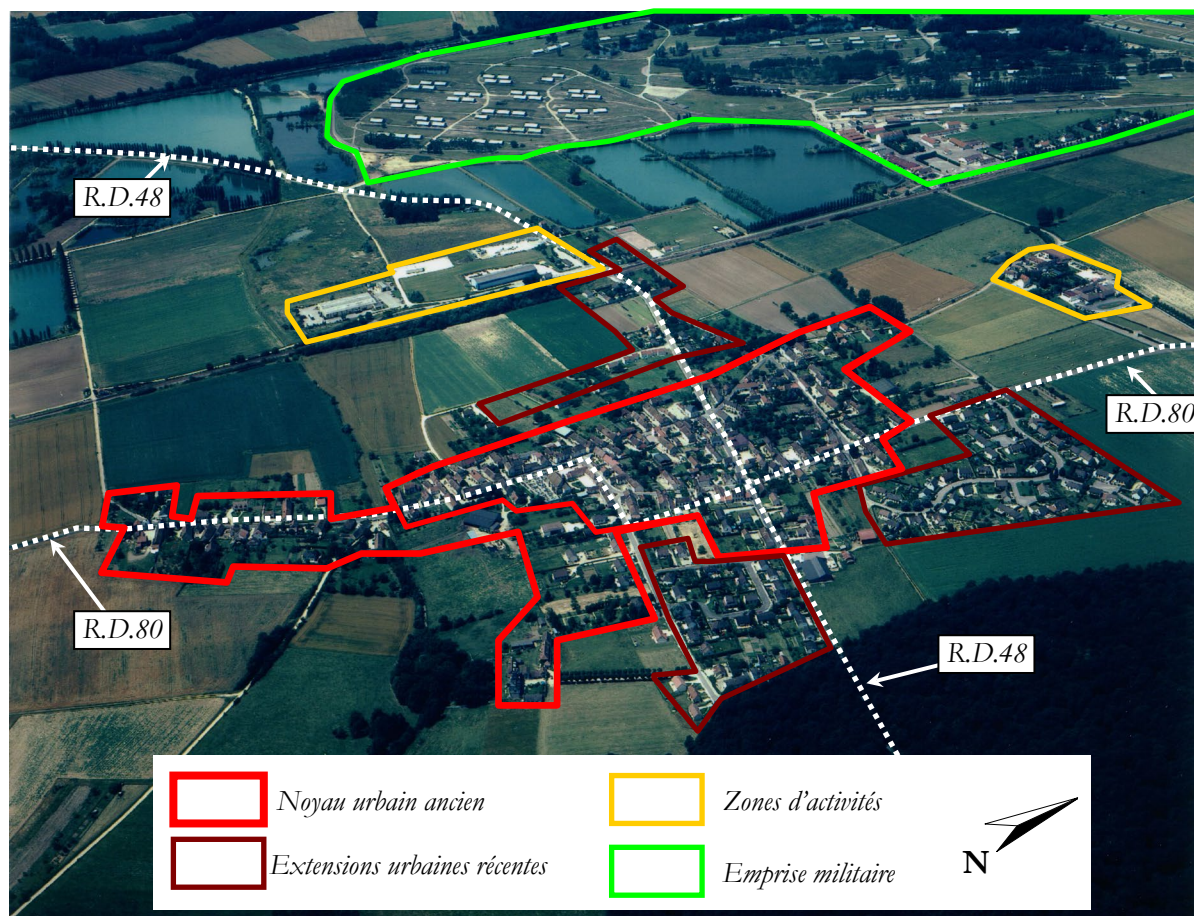 R.D.48
R.D.80
R.D.80
R.D.48
Noyau urbain ancien
Zones d'activités
Extensions urbaines récentes
Emprise militaire
N